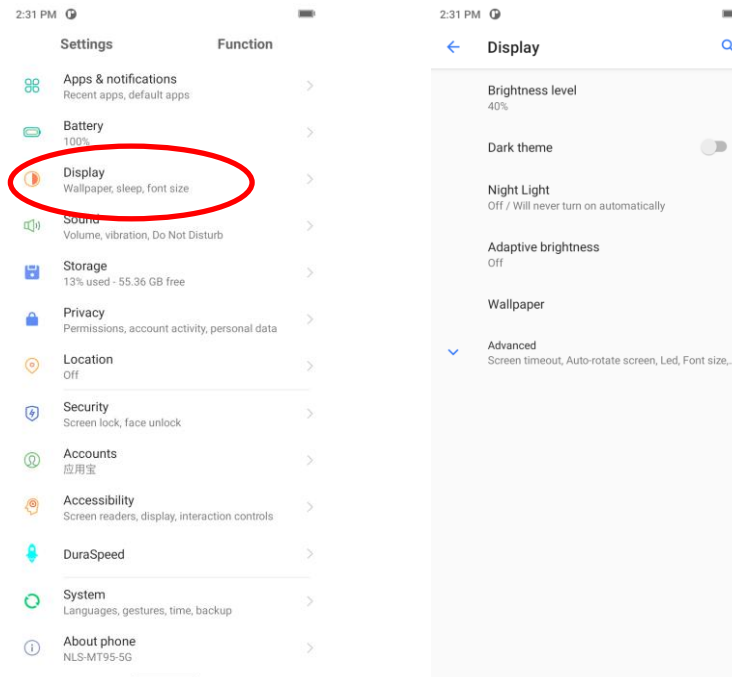 2:31 PM
Settings
Function
Apps & notifications
Recent apps, default apps
Battery
100%
Display
Wallpaper, sleep, font size
Sound
Volume, vibration, Do Not Disturb
Storage
13% used - 55.36 GB free
Privacy
Permissions, account activity, personal data
Location
Off
Security
Screen lock, face unlock
Accounts
应用宝
Accessibility
Screen readers, display, interaction controls
DuraSpeed
System
Languages, gestures, time, backup
About phone
NLS-MT95-5G
2:31 PM
Display
Brightness level
40%
Dark theme
Night Light
Off / Will never turn on automatically
Adaptive brightness
Off
Wallpaper
Advanced
Screen timeout, Auto-rotate screen, Led, Font size,..